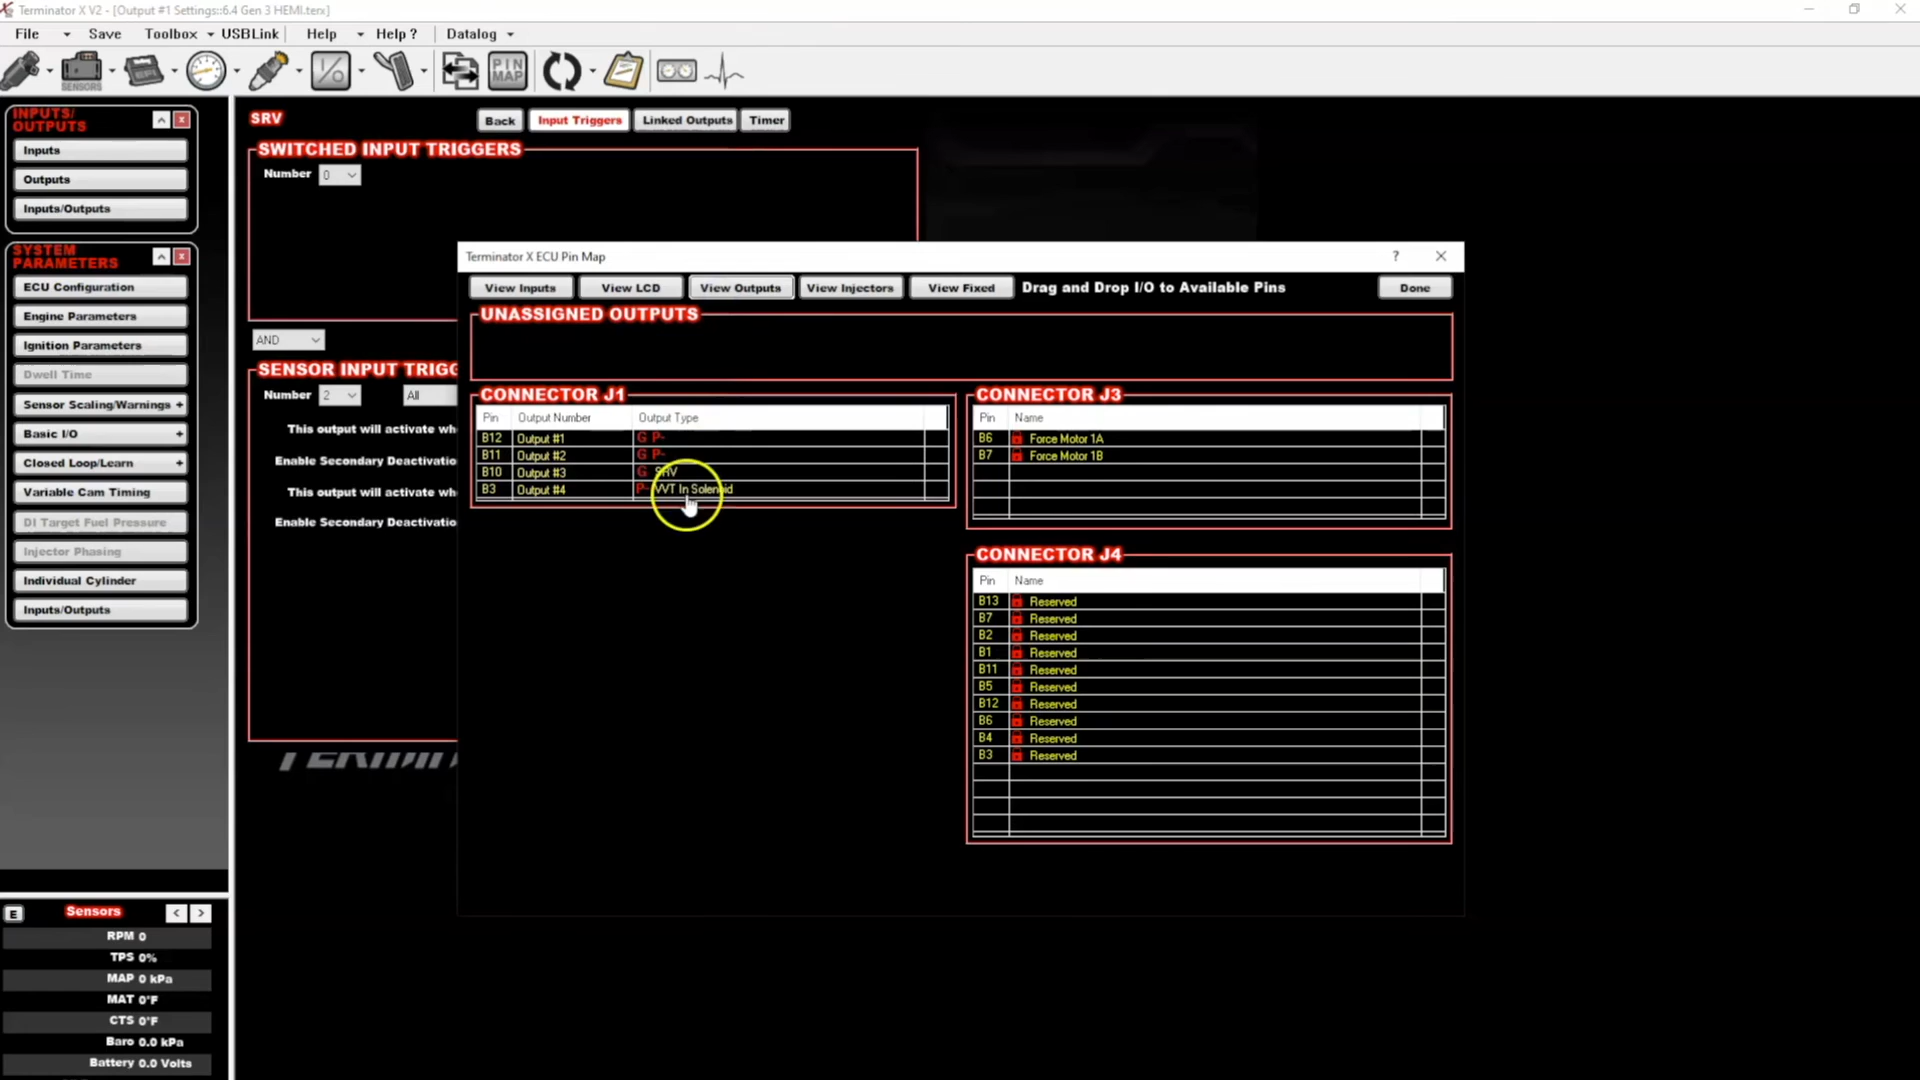 Terminator X V2 - [Output #1 Settings::6.4 Gen 3 HEMI.terx]
File Save Toolbox USBLink Help Help ? Datalog
SENSORS
EFI
I/O
PIN MAP
INPUTS/
OUTPUTS
Inputs
Outputs
Inputs/Outputs
SYSTEM
PARAMETERS
ECU Configuration
Engine Parameters
Ignition Parameters
Dwell Time
Sensor Scaling/Warnings +
Basic I/O +
Closed Loop/Learn +
Variable Cam Timing
DI Target Fuel Pressure
Injector Phasing
Individual Cylinder
Inputs/Outputs
E Sensors < >
RPM 0
TPS 0%
MAP 0 kPa
MAT 0°F
CTS 0°F
Baro 0.0 kPa
Battery 0.0 Volts
SRV Back Input Triggers Linked Outputs Timer
SWITCHED INPUT TRIGGERS
Number 0
AND
SENSOR INPUT TRIGG
Number 2 All
This output will activate wh
Enable Secondary Deactivatio
This output will activate wh
Enable Secondary Deactivatio
Terminator X ECU Pin Map ?
View Inputs View LCD View Outputs View Injectors View Fixed Drag and Drop I/O to Available Pins Done
UNASSIGNED OUTPUTS
CONNECTOR J1
Pin Output Number Output Type
B12 Output #1 G P-
B11 Output #2 G P-
B10 Output #3 G SRV
B3 Output #4 P- VVT In Solenoid
CONNECTOR J3
Pin Name
B6 Force Motor 1A
B7 Force Motor 1B
CONNECTOR J4
Pin Name
B13 Reserved
B7 Reserved
B2 Reserved
B1 Reserved
B11 Reserved
B5 Reserved
B12 Reserved
B6 Reserved
B4 Reserved
B3 Reserved